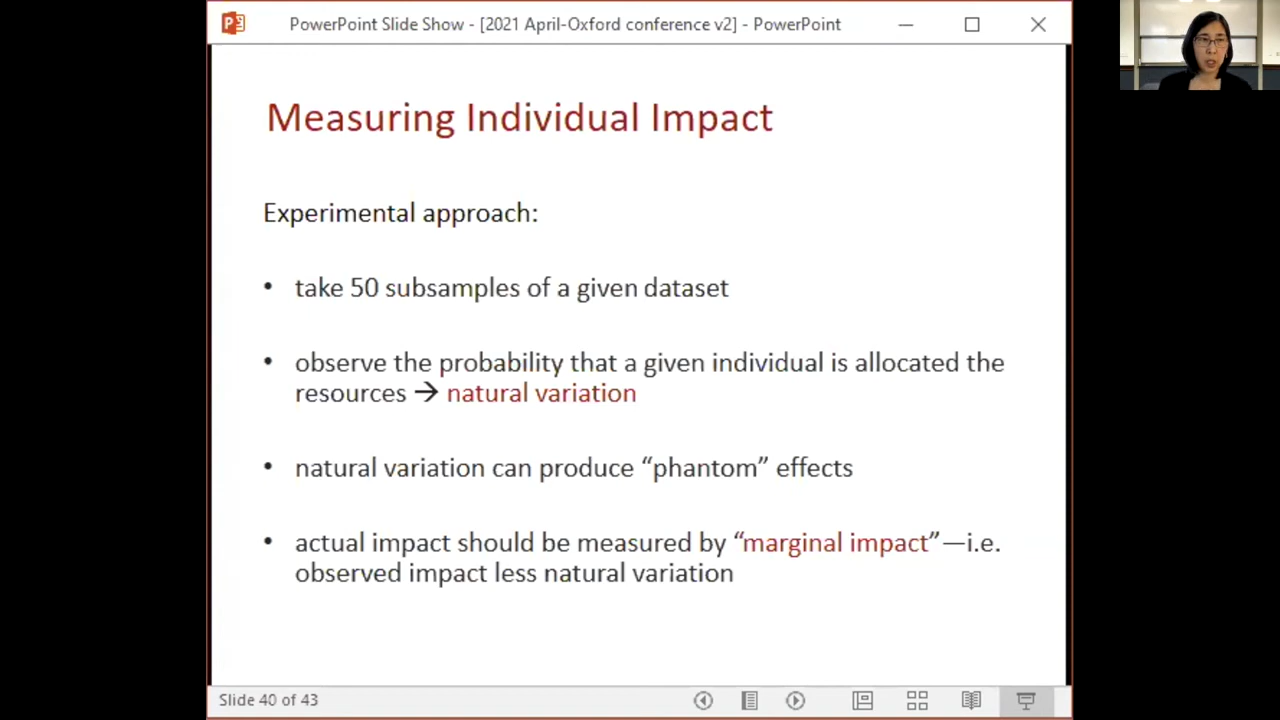 PowerPoint Slide Show - [2021 April-Oxford conference v2] - PowerPoint
Measuring Individual Impact
Experimental approach:
• take 50 subsamples of a given dataset
• observe the probability that a given individual is allocated the
resources → natural variation
• natural variation can produce “phantom” effects
• actual impact should be measured by “marginal impact”—i.e.
observed impact less natural variation
Slide 40 of 43